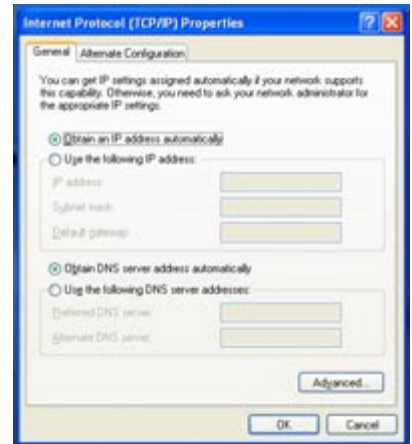 Internet Protocol (TCP/IP) Properties
General
Alternate Configuration
You can get IP settings assigned automatically if your network supports
this capability. Otherwise, you need to ask your network administrator for
the appropriate IP settings.
Obtain an IP address automatically
Use the following IP address:
IP address:
Subnet mask:
Default gateway:
Obtain DNS server address automatically
Use the following DNS server addresses:
Preferred DNS server:
Alternate DNS server:
Advanced...
OK
Cancel